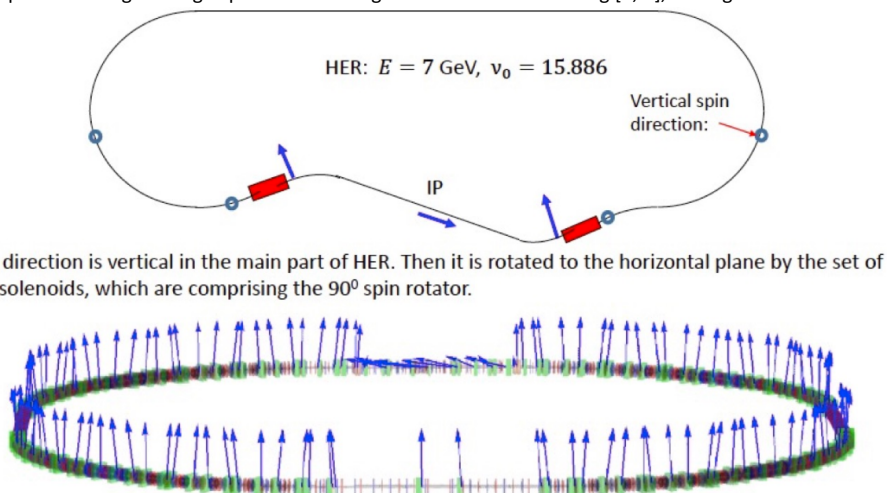 HER: E = 7 GeV, ν₀ = 15.886
Vertical spin
direction:
IP
direction is vertical in the main part of HER. Then it is rotated to the horizontal plane by the set of
solenoids, which are comprising the 90⁰ spin rotator.